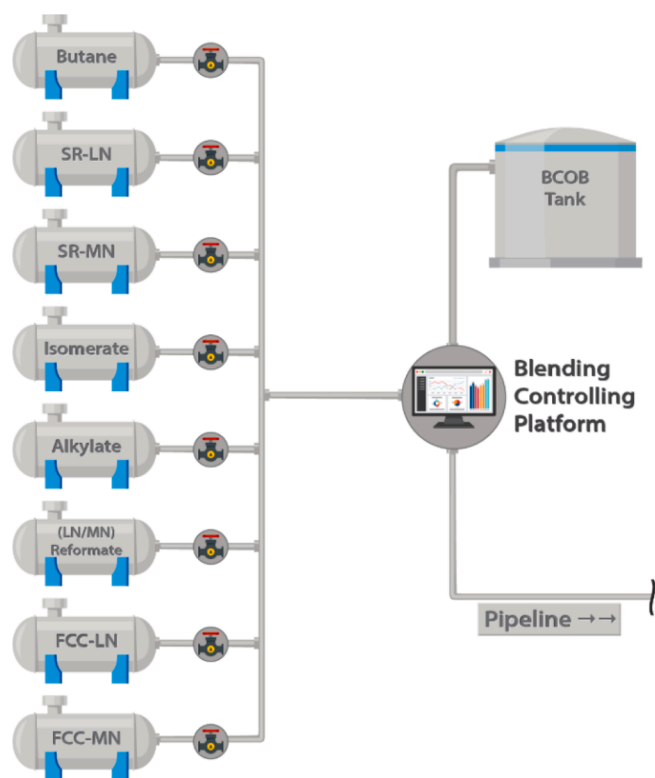 Butane
SR-LN
SR-MN
Isomerate
Alkylate
(LN/MN)
Reformate
FCC-LN
FCC-MN
BCOB
Tank
Blending
Controlling
Platform
Pipeline →→